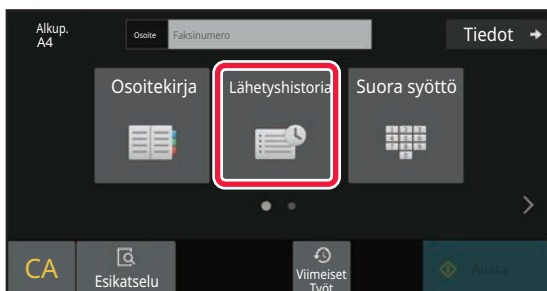 Alkup.
A4
Osoite
Faksinumero
Tiedot
Osoitekirja
Lähetyshistoria
Suora syöttö
CA
Esikatselu
Viimeiset
Työt
Aloita